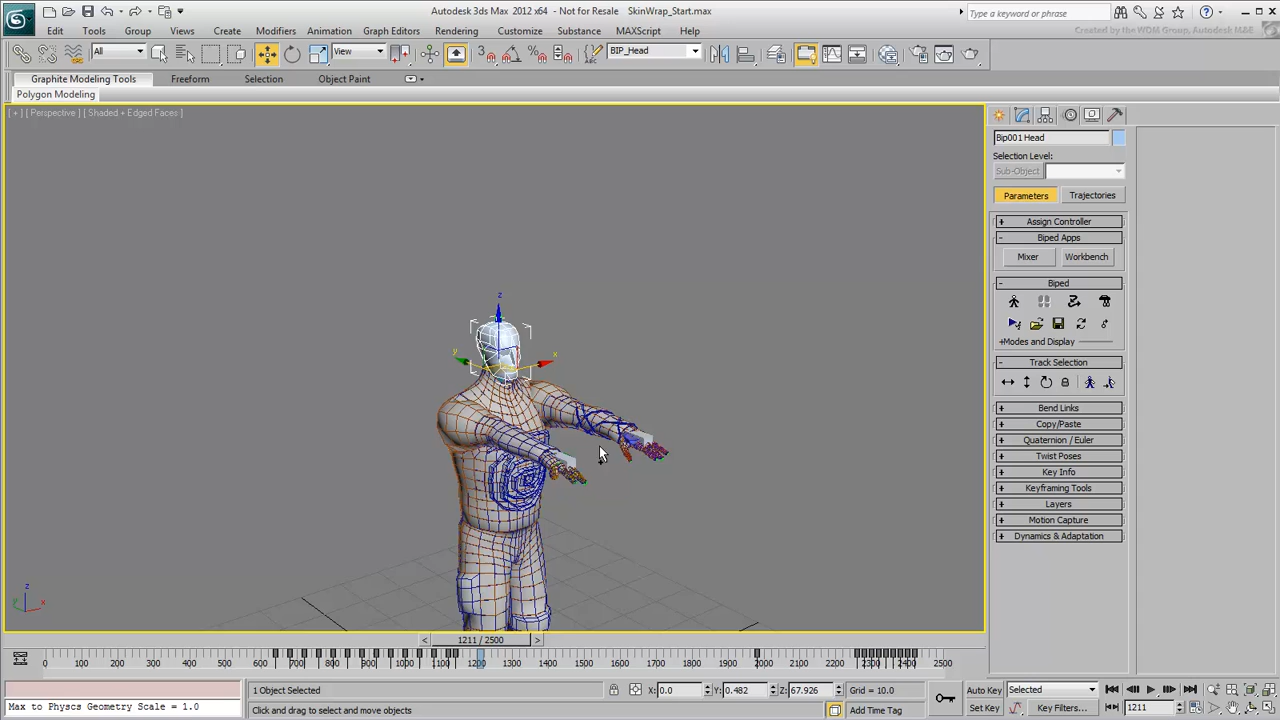 Autodesk 3ds Max 2012 x64 - Not for Resale SkinWrap_Start.max
Type a keyword or phrase
Edit Tools Group Views Create Modifiers Animation Graph Editors Rendering Customize Substance MAXScript Help
Created by the WDM Group, Autodesk M&E
All View BIP_Head
Graphite Modeling Tools Freeform Selection Object Paint
Polygon Modeling
[ + ] [ Perspective ] [ Shaded + Edged Faces ]
Bip001 Head
Selection Level:
Sub-Object
Parameters Trajectories
+ Assign Controller
- Biped Apps
Mixer Workbench
- Biped
+Modes and Display
- Track Selection
+ Bend Links
+ Copy/Paste
+ Quaternion / Euler
+ Twist Poses
+ Key Info
+ Keyframing Tools
+ Layers
+ Motion Capture
+ Dynamics & Adaptation
z
y
x
z
y
x
< 1211 / 2500 >
0 100 200 300 400 500 600 700 800 900 1000 1100 1200 1300 1400 1500 1600 1700 1800 1900 2000 2100 2200 2300 2400 2500
1 Object Selected X: 0.0 Y: 0.482 Z: 67.926 Grid = 10.0 Auto Key Selected
Max to Physcs Geometry Scale = 1.0 Click and drag to select and move objects Add Time Tag Set Key Key Filters... 1211